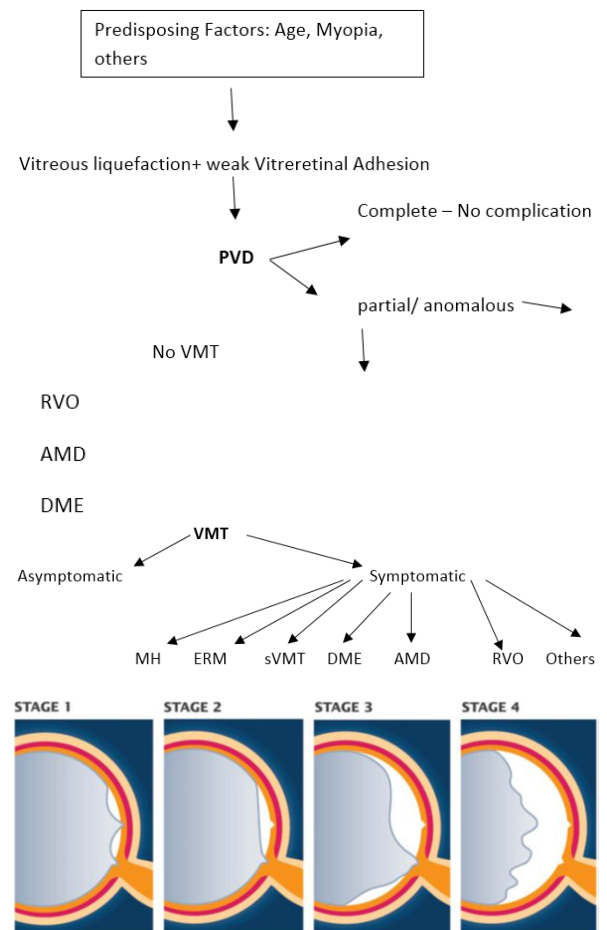 Predisposing Factors: Age, Myopia,
others
Vitreous liquefaction+ weak Vitreretinal Adhesion
Complete – No complication
PVD
partial/ anomalous
No VMT
RVO
AMD
DME
VMT
Asymptomatic
Symptomatic
MH ERM sVMT DME AMD RVO Others
STAGE 1 STAGE 2 STAGE 3 STAGE 4